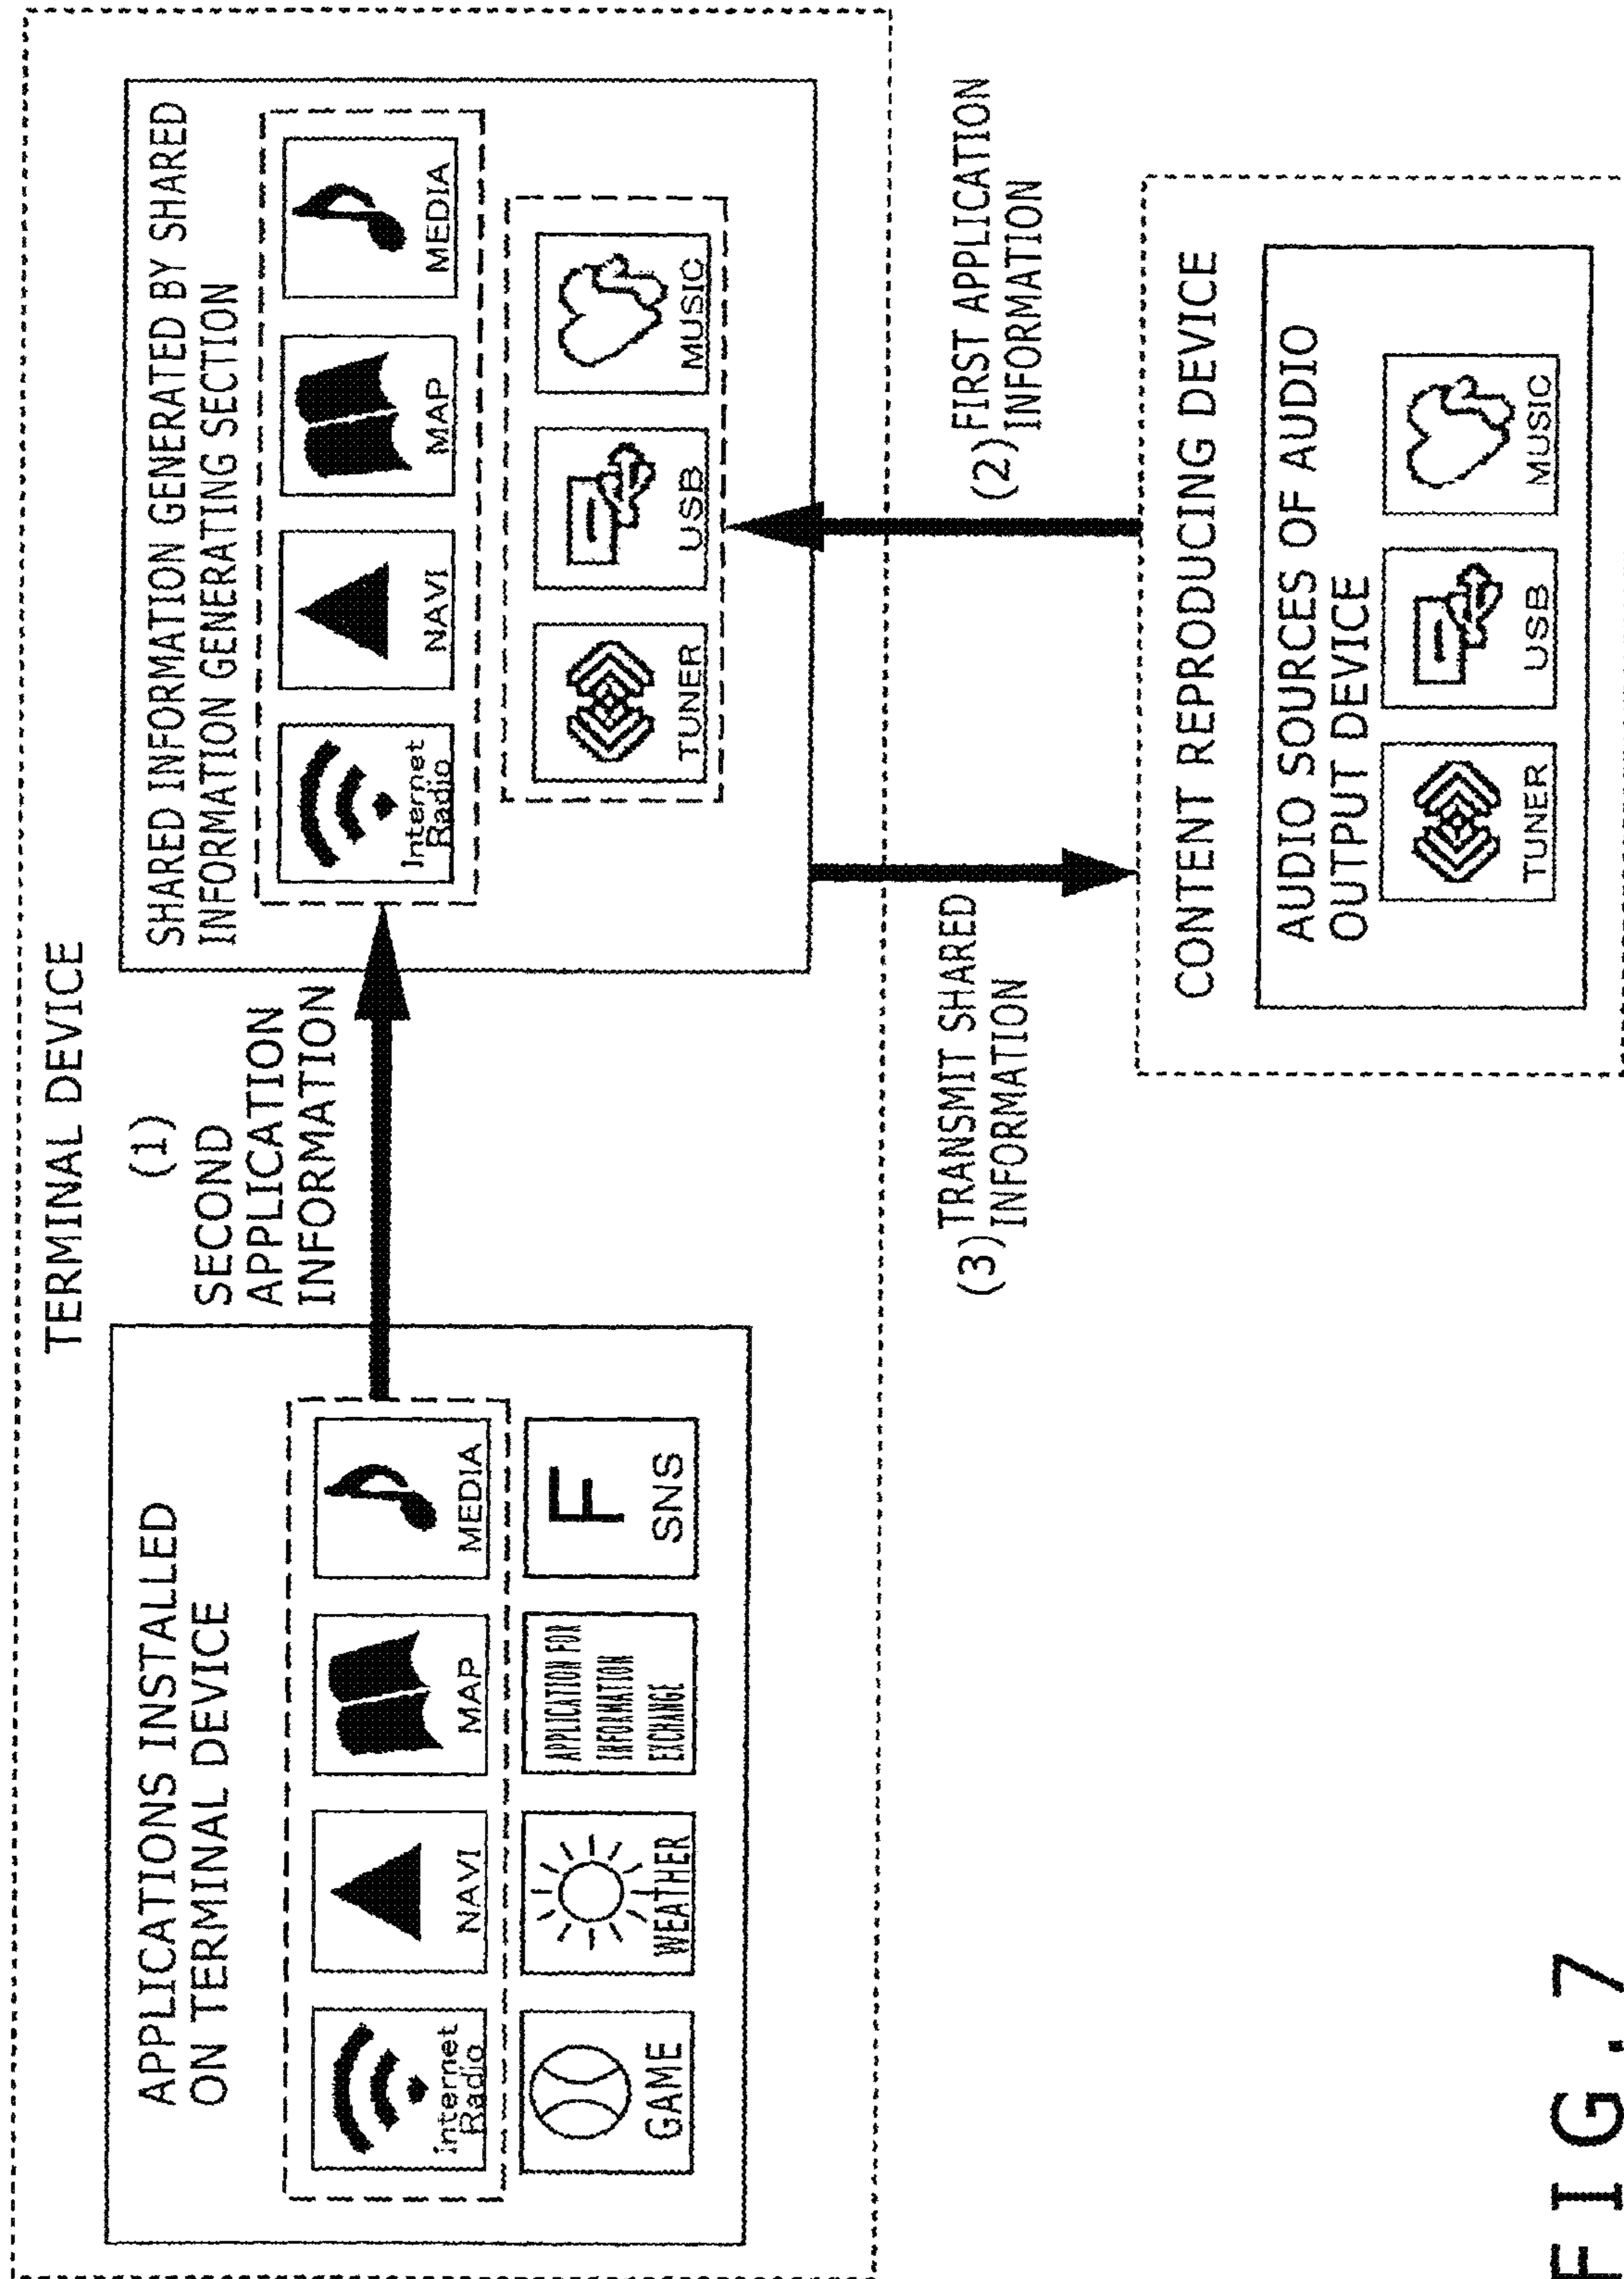 TERMINAL DEVICE
APPLICATIONS INSTALLED
ON TERMINAL DEVICE
Internet
Radio
NAVI
MAP
MEDIA
GAME
WEATHER
APPLICATION FOR
INFORMATION
EXCHANGE
F
SNS
(1)
SECOND
APPLICATION
INFORMATION
SHARED INFORMATION GENERATED BY SHARED
INFORMATION GENERATING SECTION
Internet
Radio
NAVI
MAP
MEDIA
TUNER
USB
MUSIC
(3) TRANSMIT SHARED
INFORMATION
(2) FIRST APPLICATION
INFORMATION
CONTENT REPRODUCING DEVICE
AUDIO SOURCES OF AUDIO
OUTPUT DEVICE
TUNER
USB
MUSIC
FIG. 7